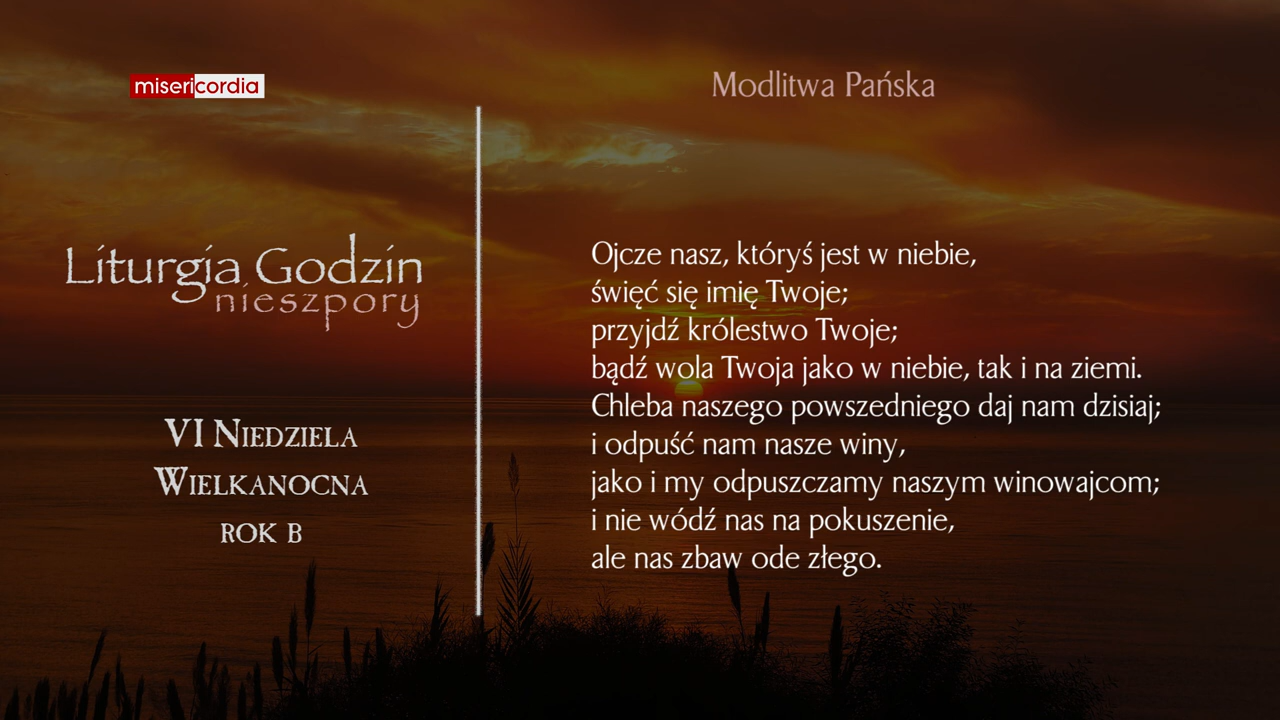 misericordia
Liturgia Godzin
nieszpory
VI Niedziela
Wielkanocna
rok B
Modlitwa Pańska
Ojcze nasz, któryś jest w niebie,
święć się imię Twoje;
przyjdź królestwo Twoje;
bądź wola Twoja jako w niebie, tak i na ziemi.
Chleba naszego powszedniego daj nam dzisiaj;
i odpuść nam nasze winy,
jako i my odpuszczamy naszym winowajcom;
i nie wódź nas na pokuszenie,
ale nas zbaw ode złego.